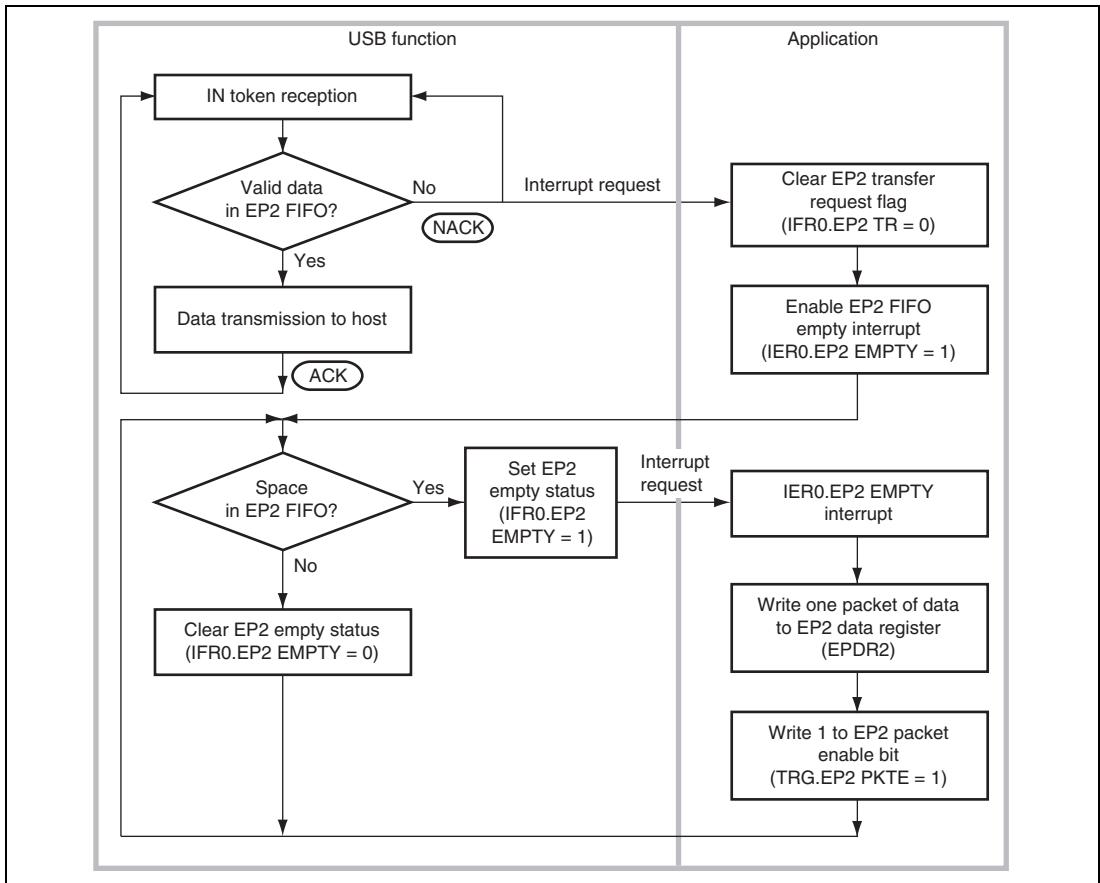 USB function
Application
IN token reception
Valid data
in EP2 FIFO?
No
NACK
Interrupt request
Clear EP2 transfer
request flag
(IFR0.EP2 TR = 0)
Yes
Data transmission to host
ACK
Enable EP2 FIFO
empty interrupt
(IER0.EP2 EMPTY = 1)
Space
in EP2 FIFO?
Yes
Set EP2
empty status
(IFR0.EP2
EMPTY = 1)
Interrupt
request
IER0.EP2 EMPTY
interrupt
No
Clear EP2 empty status
(IFR0.EP2 EMPTY = 0)
Write one packet of data
to EP2 data register
(EPDR2)
Write 1 to EP2 packet
enable bit
(TRG.EP2 PKTE = 1)